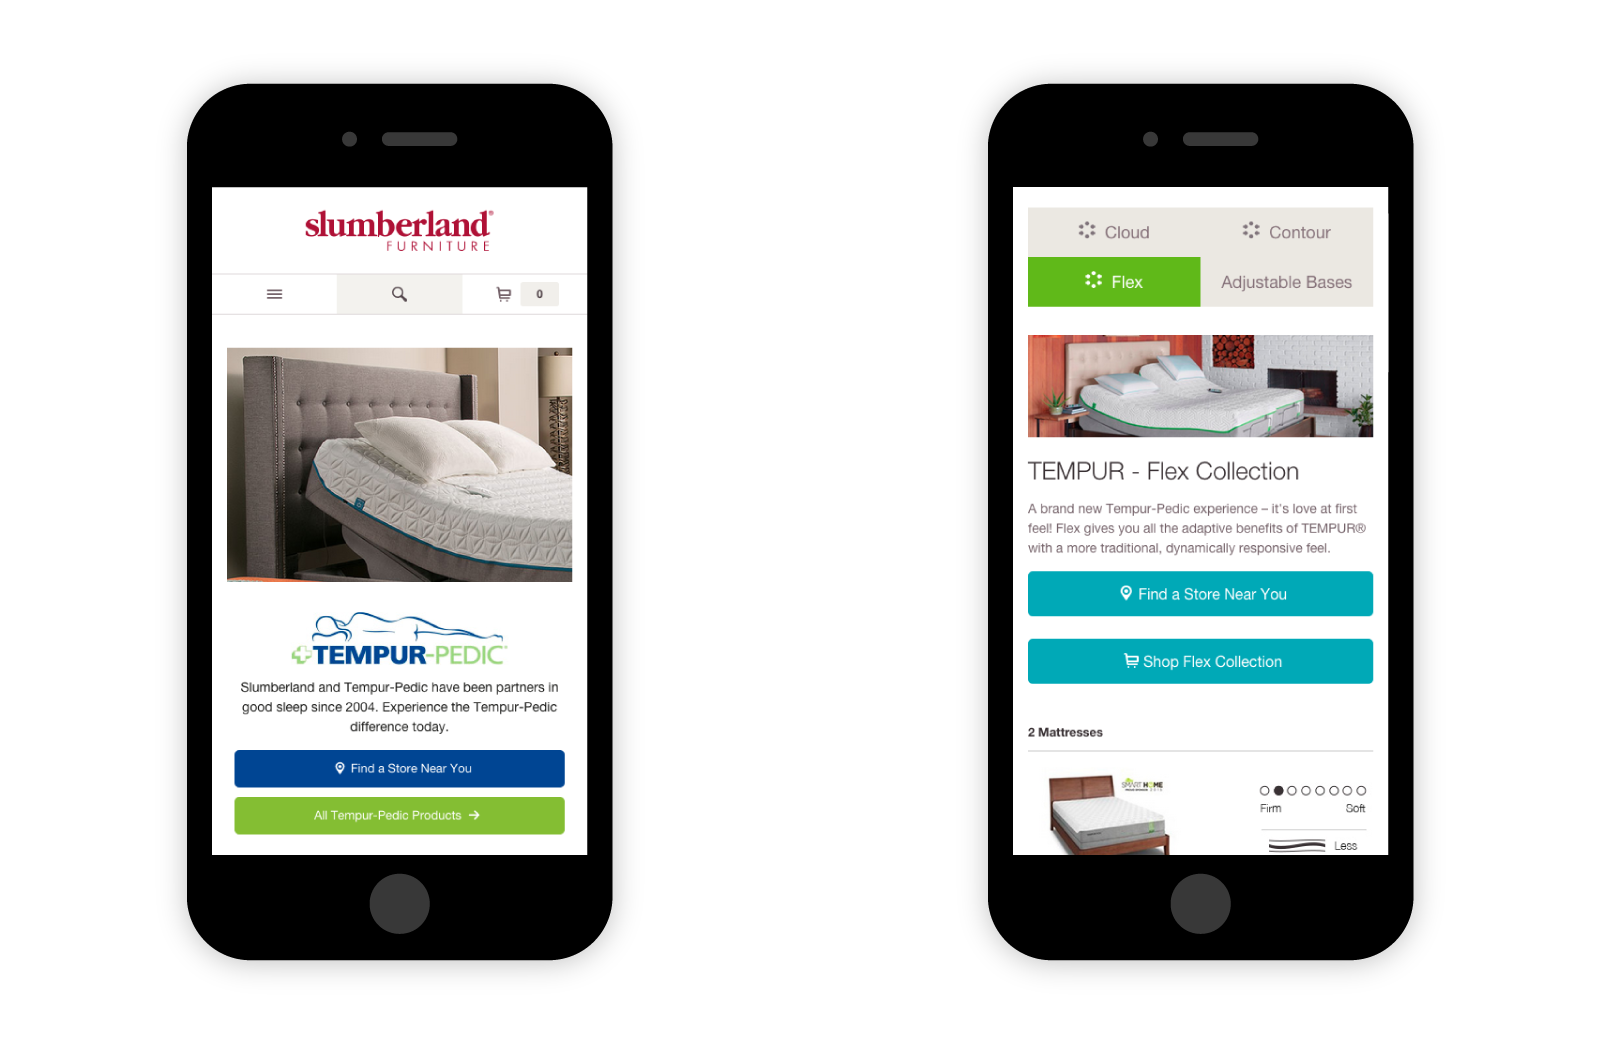 slumberland®
FURNITURE
0
TEMPUR-PEDIC®
Slumberland and Tempur-Pedic have been partners in
good sleep since 2004. Experience the Tempur-Pedic
difference today.
Find a Store Near You
All Tempur-Pedic Products →
Cloud
Contour
Flex
Adjustable Bases
TEMPUR - Flex Collection
A brand new Tempur-Pedic experience – it's love at first
feel! Flex gives you all the adaptive benefits of TEMPUR®
with a more traditional, dynamically responsive feel.
Find a Store Near You
Shop Flex Collection
2 Mattresses
SMART HOME
Firm
Soft
Less